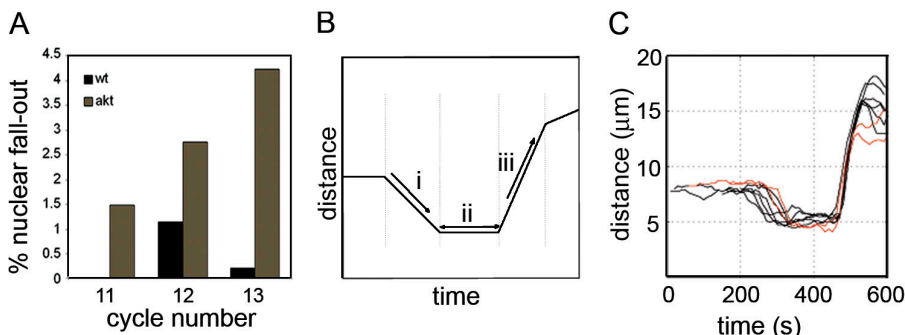 A
% nuclear fall-out
4.5
4
3.5
3
2.5
2
1.5
1
0.5
0
wt
akt
11 12 13
cycle number
B
distance
i
ii
iii
time
C
distance (μm)
20
15
10
5
0 200 400 600
time (s)